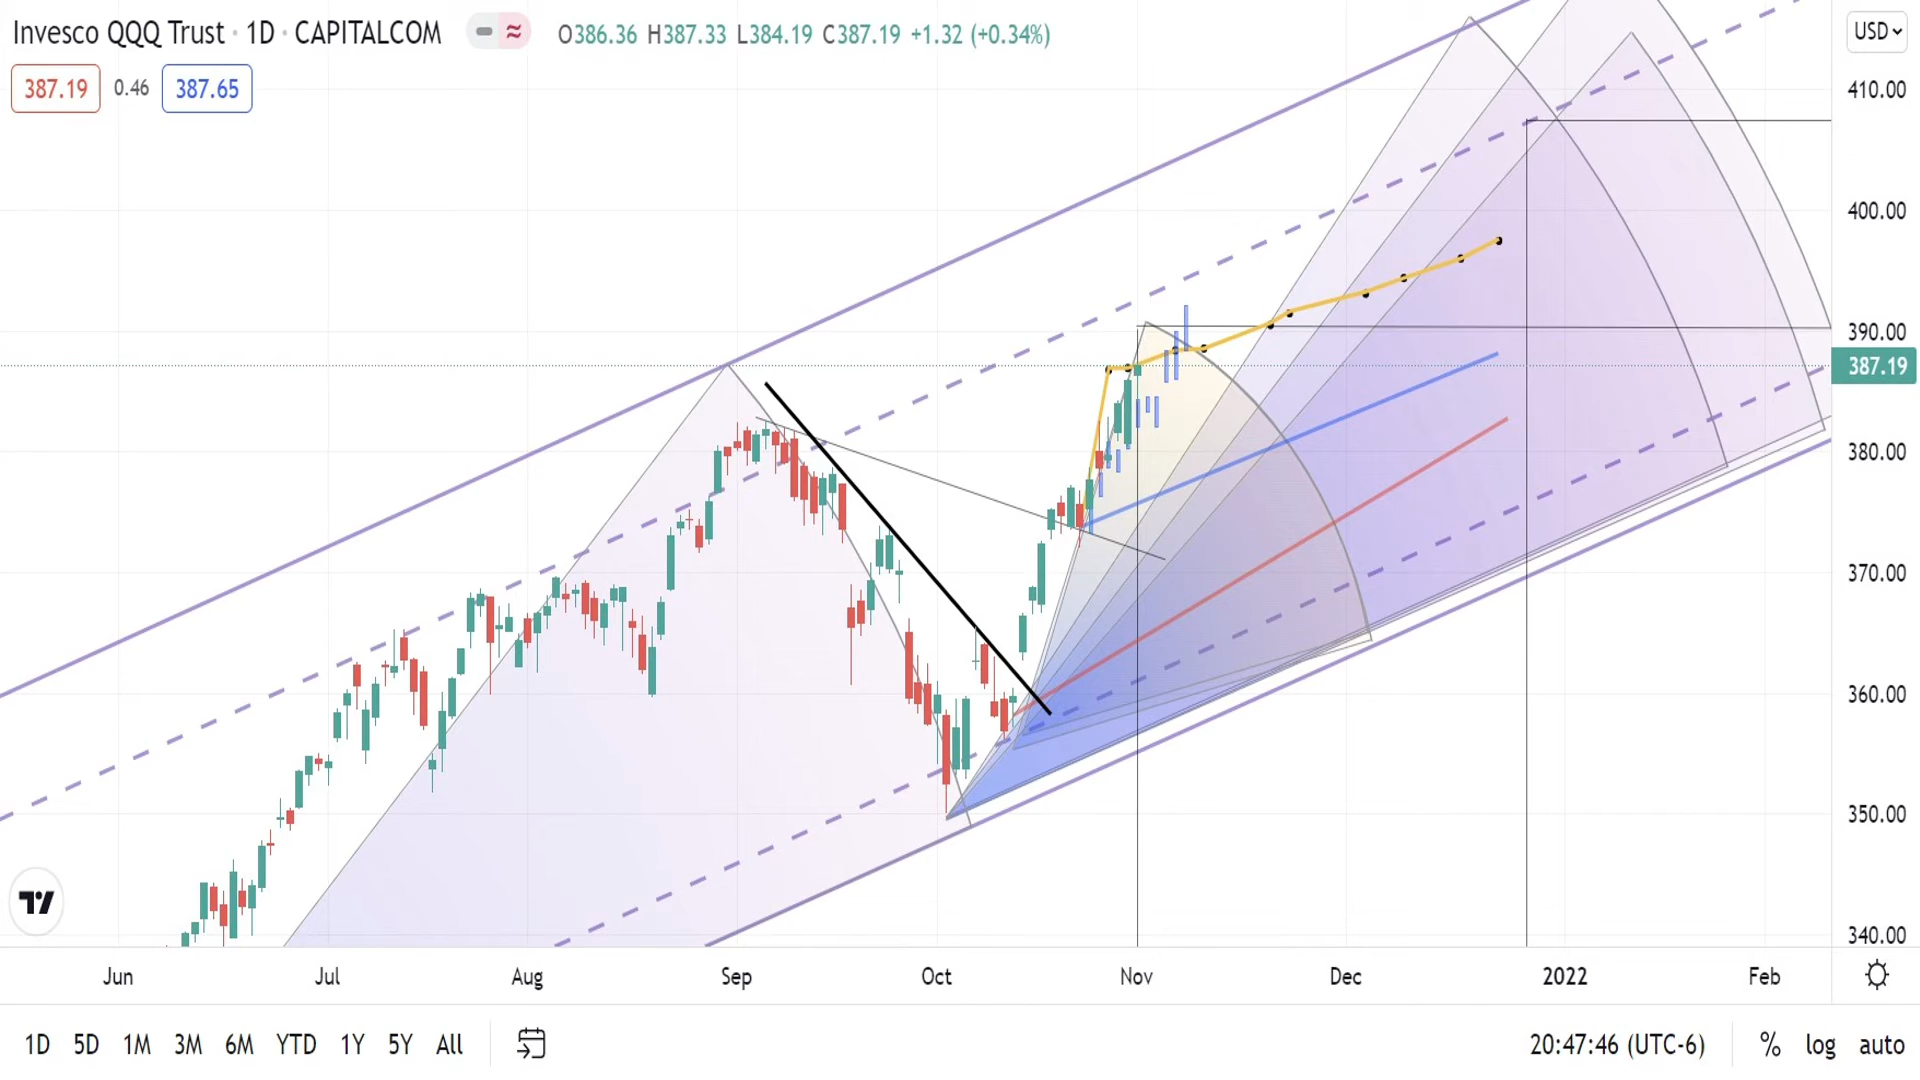 Invesco QQQ Trust · 1D · CAPITALCOM O386.36 H387.33 L384.19 C387.19 +1.32 (+0.34%) USD
387.19 0.46 387.65
410.00
400.00
390.00
387.19
380.00
370.00
360.00
350.00
340.00
Jun Jul Aug Sep Oct Nov Dec 2022 Feb
1D 5D 1M 3M 6M YTD 1Y 5Y All 20:47:46 (UTC-6) % log auto